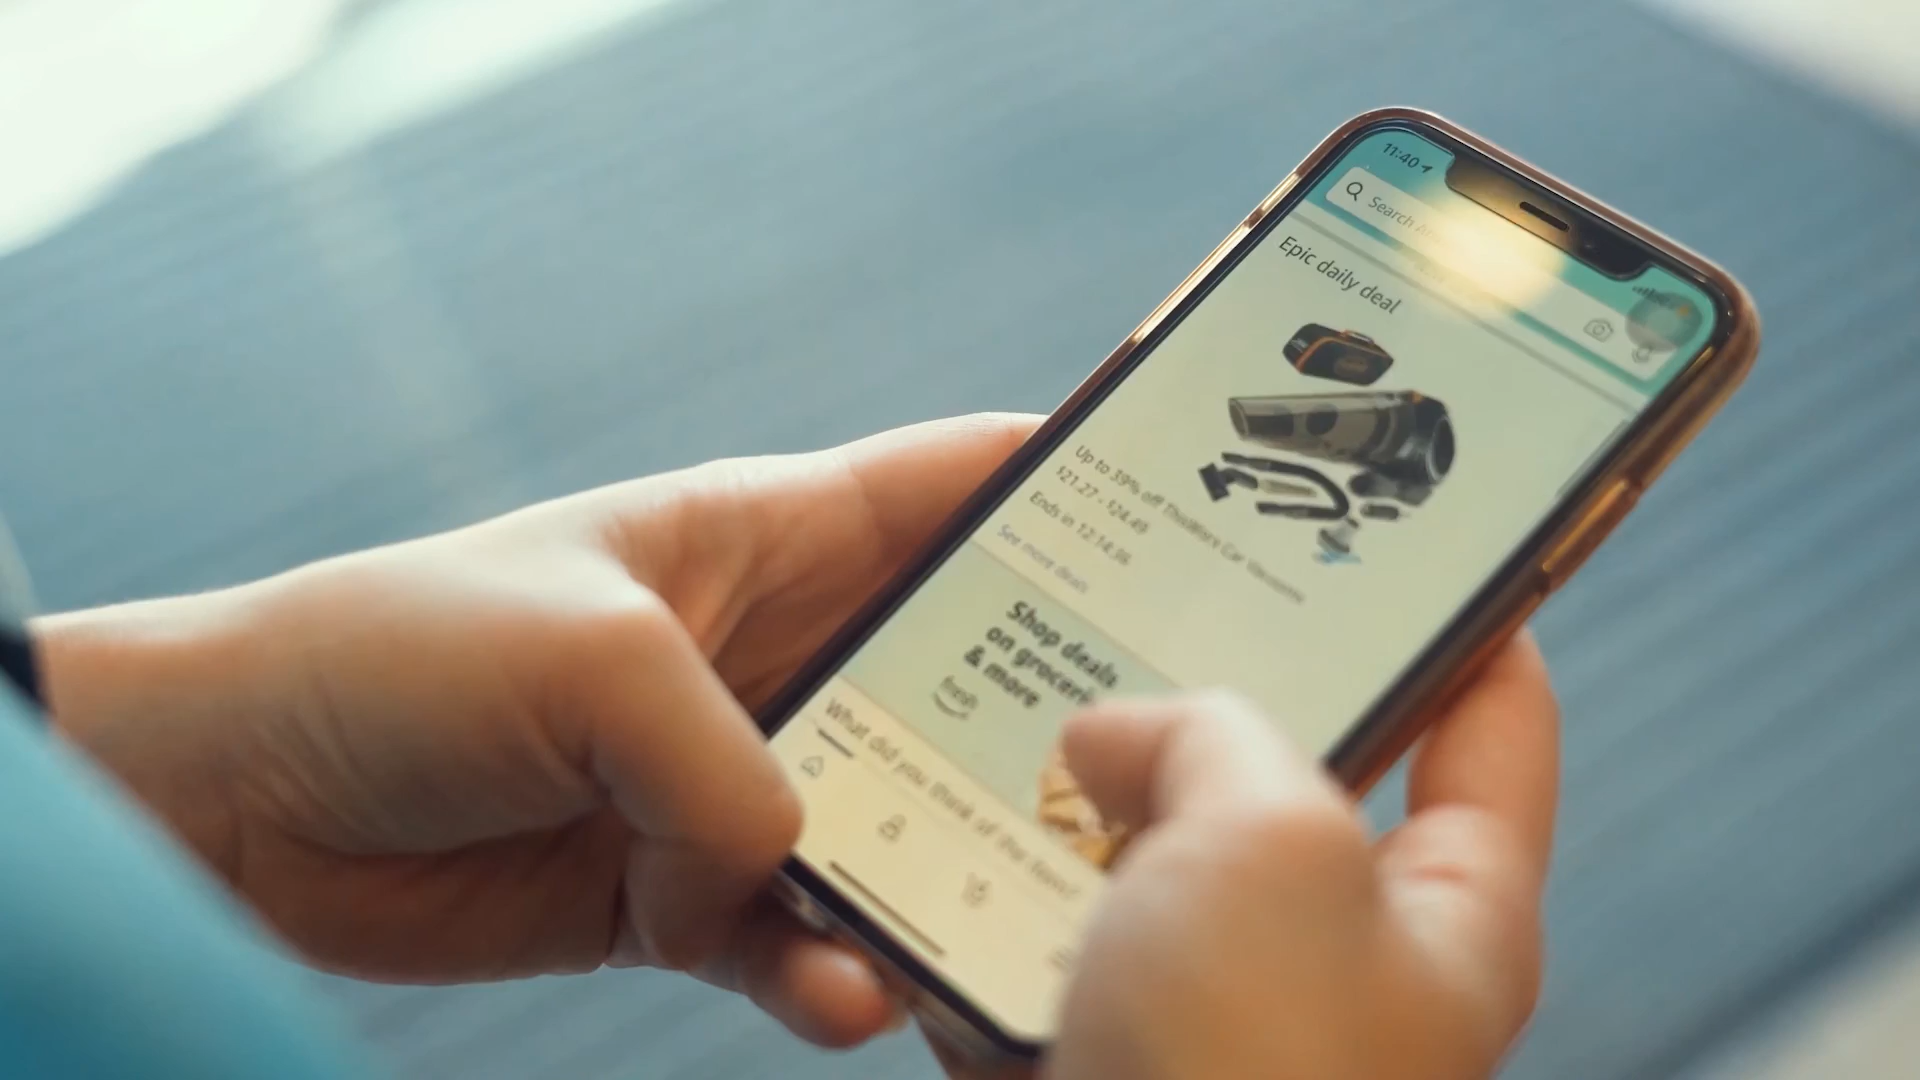 11:40
Search A
Epic daily deal
Up to 39% off ThisWorx Car Vacuums
$21.27 - $24.49
Ends in 12:14:36
See more deals
Shop deals
on groceri
& more
fresh
What did you think of the